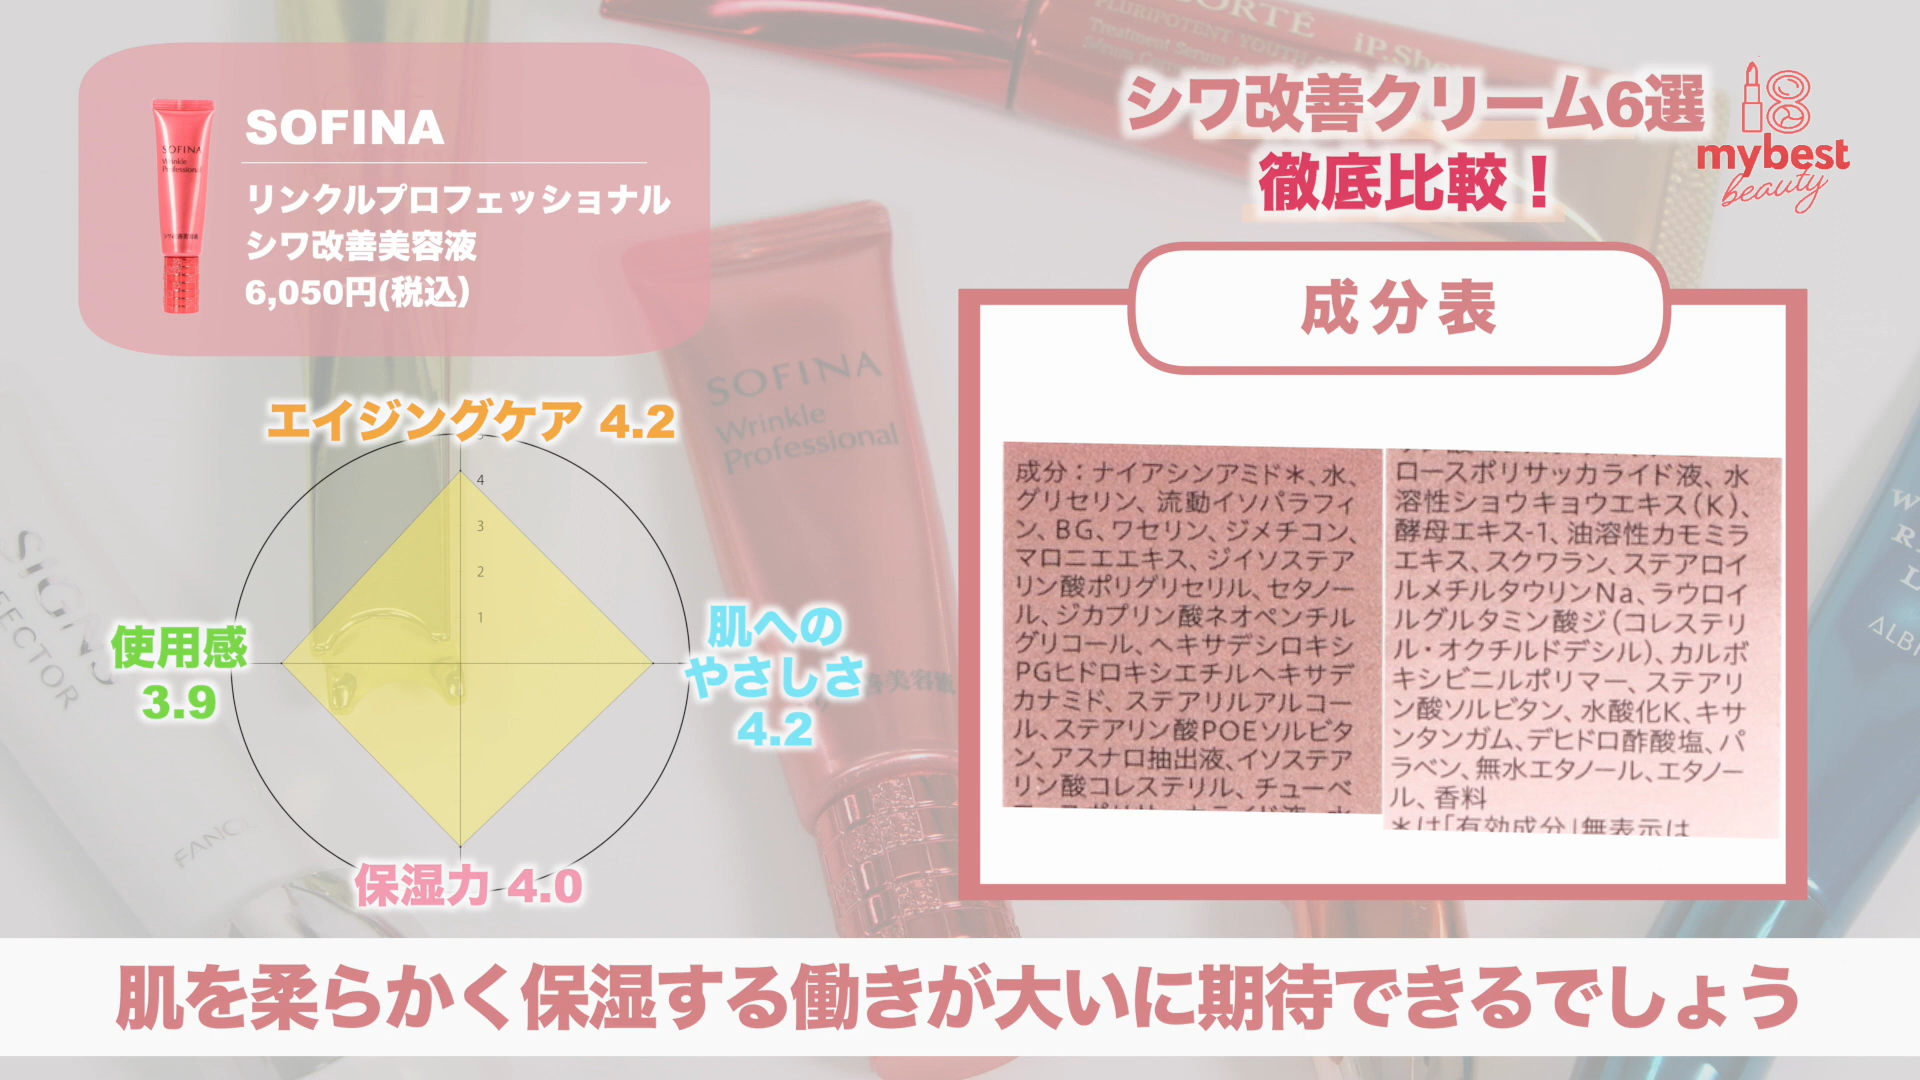 SOFINA
リンクルプロフェッショナル
シワ改善美容液
6,050円(税込)
SOFINA
Wrinkle
Professional
シワ改善クリーム6選
徹底比較！
mybest
beauty
iP.Sho
エイジングケア 4.2
4
3
2
1
使用感
3.9
肌への
やさしさ
4.2
保湿力 4.0
SOFINA
Wrinkle
Professional
FANC
成分表
成分：ナイアシンアミド＊、水、
グリセリン、流動イソパラフィ
ン、BG、ワセリン、ジメチコン、
マロニエエキス、ジイソステア
リン酸ポリグリセリル、セタノー
ル、ジカプリン酸ネオペンチル
グリコール、ヘキサデシロキシ
PGヒドロキシエチルヘキサデ
カナミド、ステアリルアルコー
ル、ステアリン酸POEソルビタ
ン、アスナロ抽出液、イソステア
リン酸コレステリル、チューベ
ロースポリサッカライド液、水
溶性ショウキョウエキス(K)、
酵母エキス-1、油溶性カモミラ
エキス、スクワラン、ステアロイ
ルメチルタウリンNa、ラウロイ
ルグルタミン酸ジ(コレステリ
ル・オクチルドデシル)、カルボ
キシビニルポリマー、ステアリ
ン酸ソルビタン、水酸化K、キサ
ンタンガム、デヒドロ酢酸塩、パ
ラベン、無水エタノール、エタノー
ル、香料
＊は「有効成分」無表示は
肌を柔らかく保湿する働きが大いに期待できるでしょう